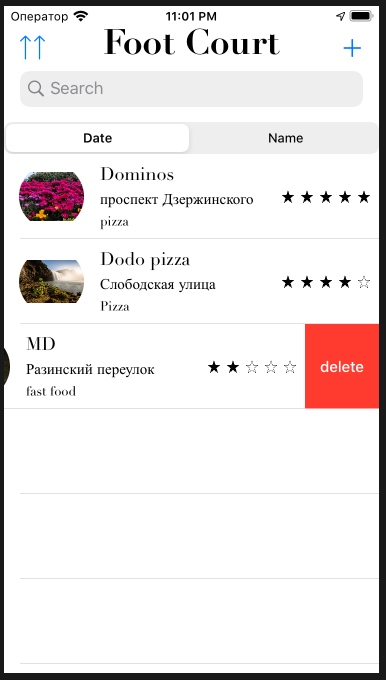 Оператор 11:01 PM
Foot Court
Search
Date Name
Dominos
проспект Дзержинского
pizza
Dodo pizza
Слободская улица
Pizza
MD
Разинский переулок
fast food
delete